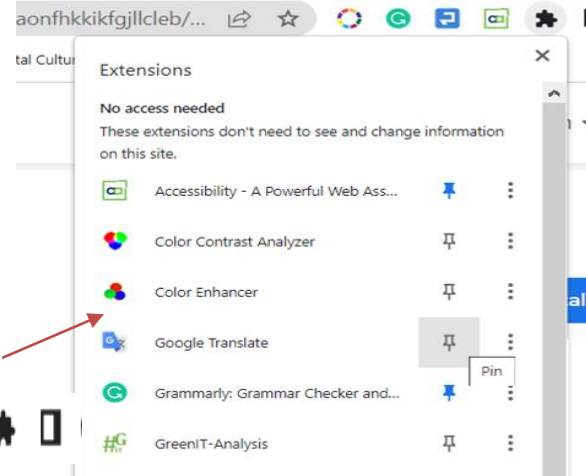 aonfhkkikfgjllcleb/...
tal Cultur
Extensions
No access needed
These extensions don't need to see and change information
on this site.
Accessibility - A Powerful Web Ass...
Color Contrast Analyzer
Color Enhancer
Google Translate
Pin
Grammarly: Grammar Checker and...
GreenIT-Analysis
al